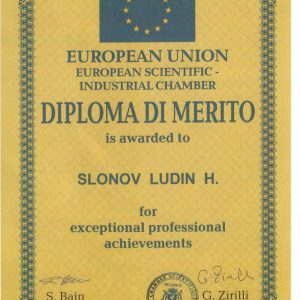 EUROPEAN UNION
EUROPEAN SCIENTIFIC -
INDUSTRIAL CHAMBER
DIPLOMA DI MERITO
is awarded to
SLONOV LUDIN H.
for
exceptional professional
achievements
S. Bain
G. Zirilli